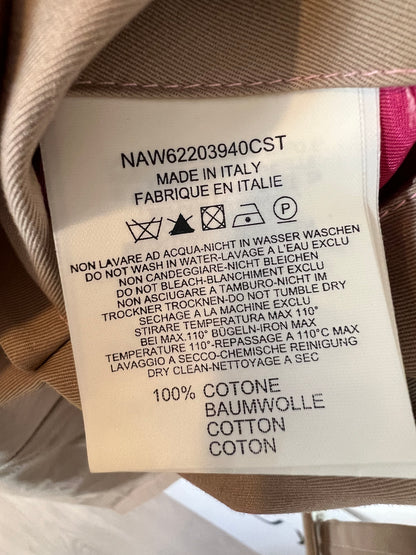 NAW62203940CST
MADE IN ITALY
FABRIQUE EN ITALIE
P
NON LAVARE AD ACQUA-NICHT IN WASSER WASCHEN
DO NOT WASH IN WATER-LAVAGE A L'EAU EXCLU
NON CANDEGGIARE-NICHT BLEICHEN
DO NOT BLEACH-BLANCHIMENT EXCLU
NON ASCIUGARE A TAMBURO-NICHT IM
TROCKNER TROCKNEN-DO NOT TUMBLE DRY
SECHAGE A LA MACHINE EXCLU
STIRARE TEMPERATURA MAX 110°
BEI MAX.110° BÜGELN-IRON MAX
TEMPERATURE 110°-REPASSAGE A 110°C MAX
LAVAGGIO A SECCO-CHEMISCHE REINIGUNG
DRY CLEAN-NETTOYAGE A SEC
100% COTONE
BAUMWOLLE
COTTON
COTON